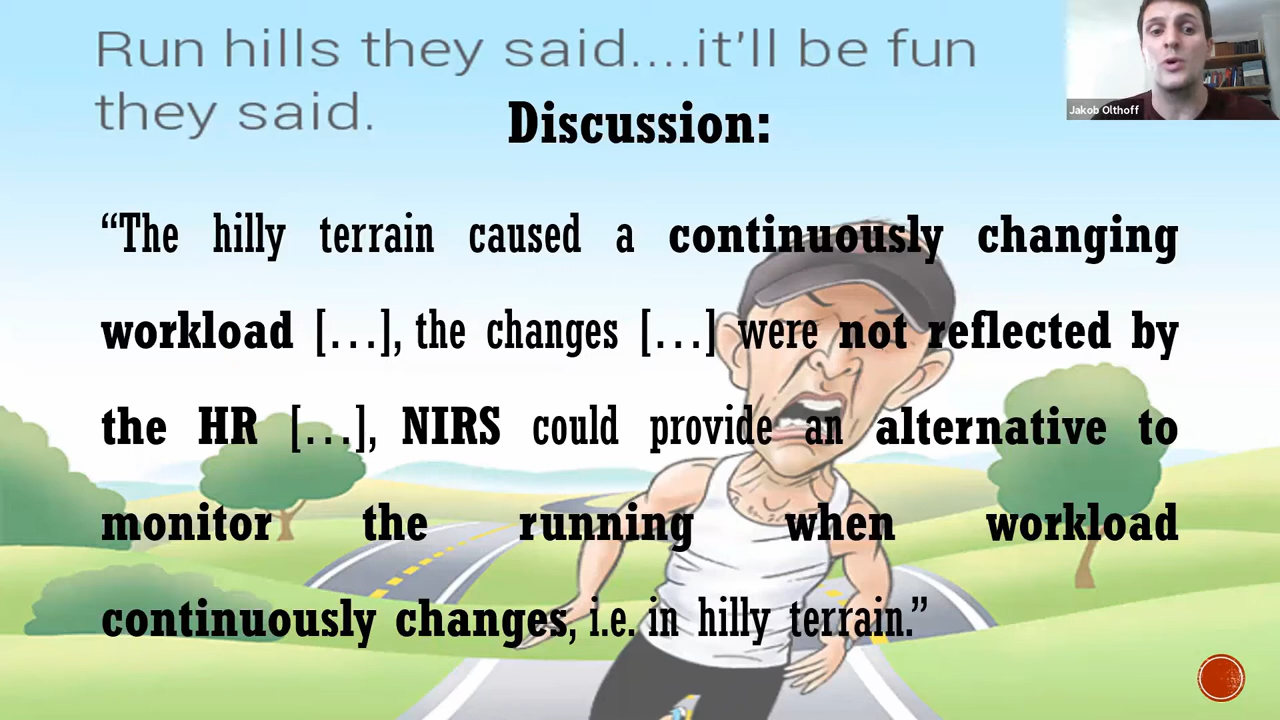 Run hills they said....it'll be fun
they said.
Jakob Olthoff
Discussion:
“The hilly terrain caused a continuously changing
workload […], the changes […] were not reflected by
the HR […], NIRS could provide an alternative to
monitor the running when workload
continuously changes, i.e. in hilly terrain.”